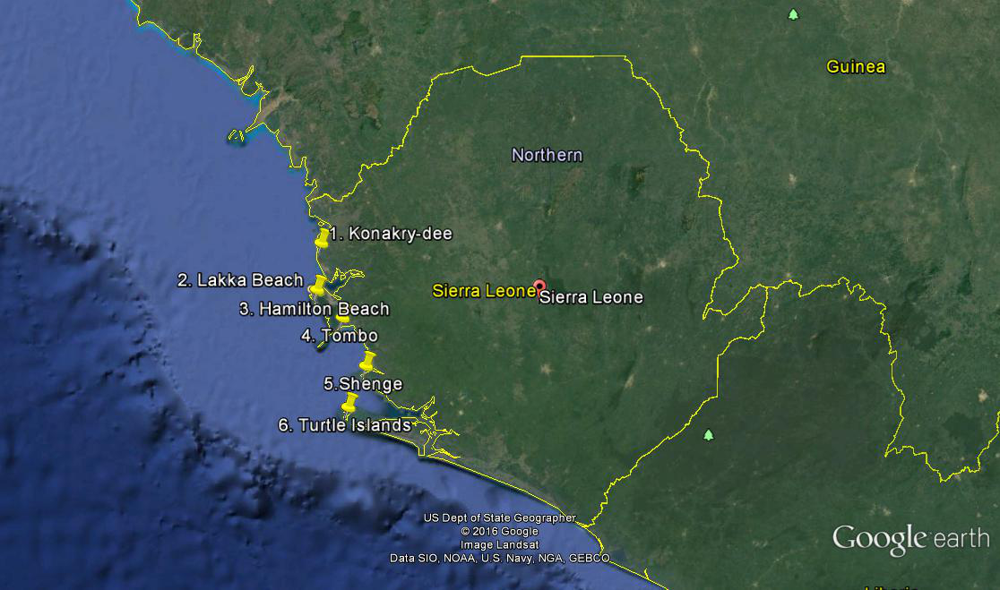 Guinea
Northern
1. Konakry-dee
2. Lakka Beach
Sierra Leone
Sierra Leone
3. Hamilton Beach
4. Tombo
5.Shenge
6. Turtle Islands
US Dept of State Geographer
© 2016 Google
Image Landsat
Data SIO, NOAA, U.S. Navy, NGA, GEBCO
Google earth